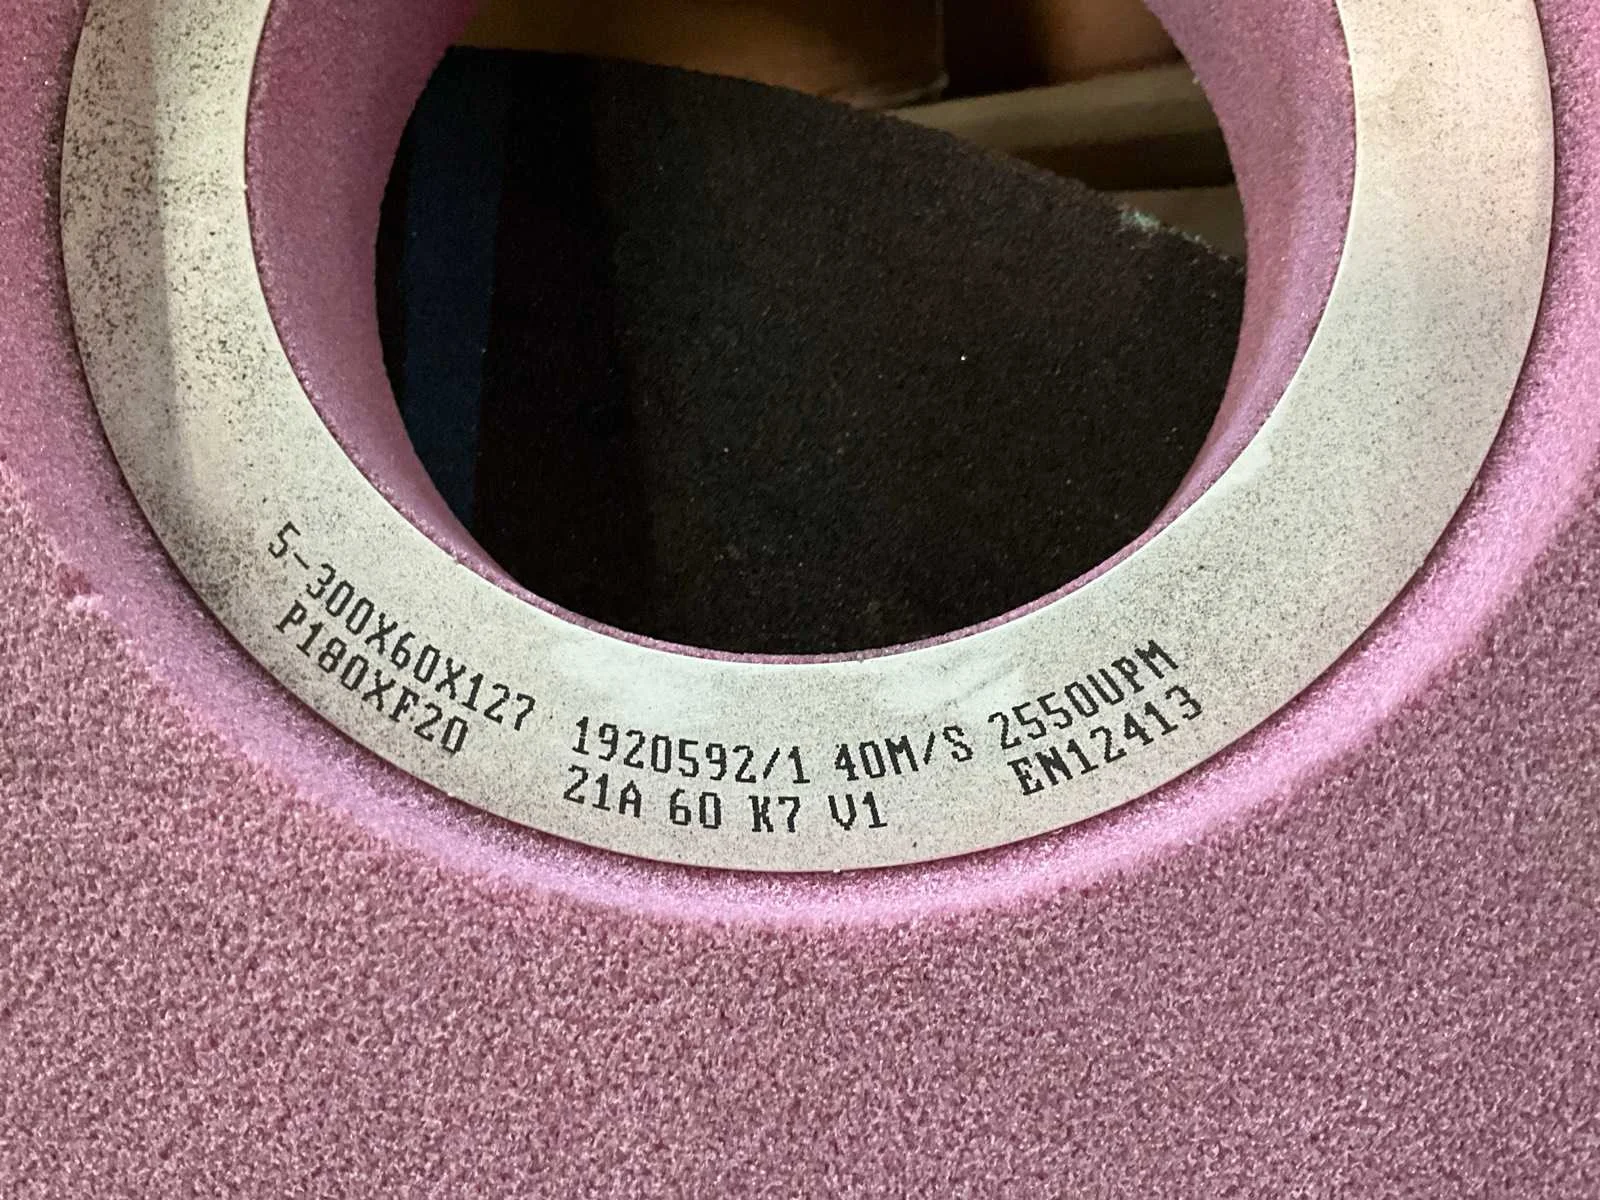 5-300X60X127 1920592/1 40M/S 2550UPM
P180XF20 21A 60 K7 V1 EN12413